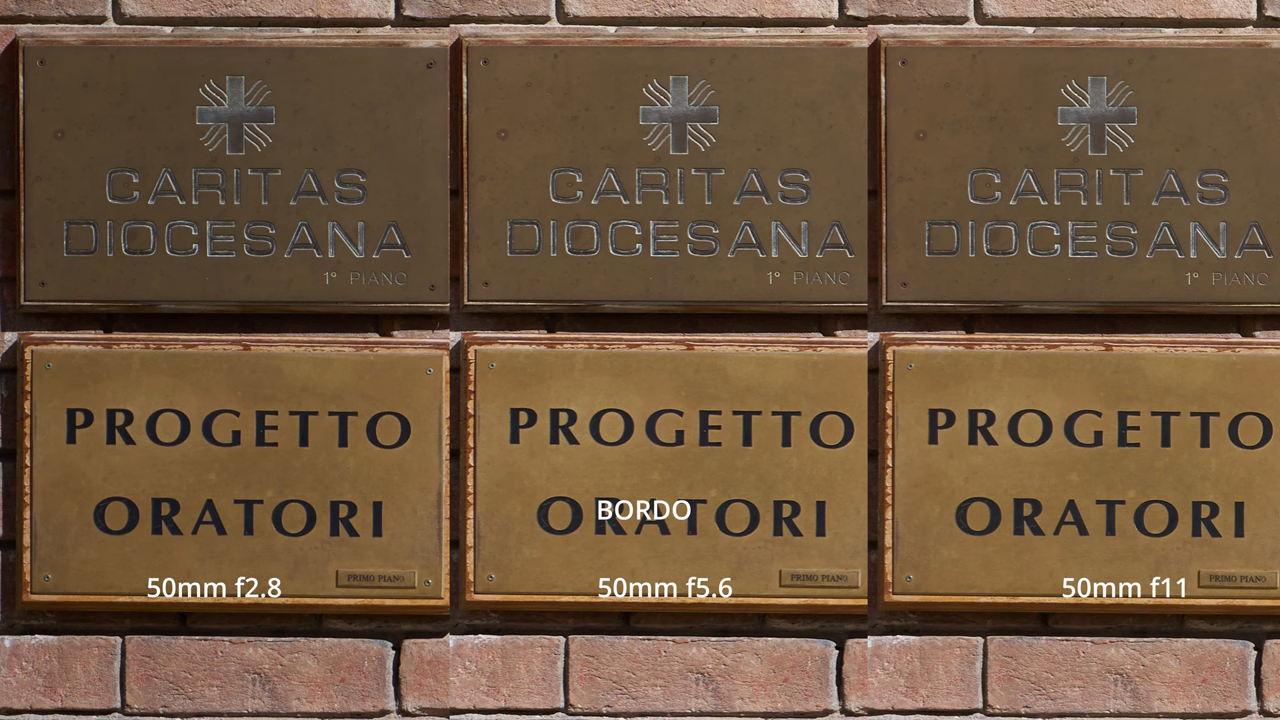 CARITAS
DIOCESANA
1° PIANO
PROGETTO
ORATORI
PRIMO PIANO
50mm f2.8
CARITAS
DIOCESANA
1° PIANO
PROGETTO
ORATORI
BORDO
PRIMO PIANO
50mm f5.6
CARITAS
DIOCESANA
1° PIANO
PROGETTO
ORATORI
PRIMO PIANO
50mm f11